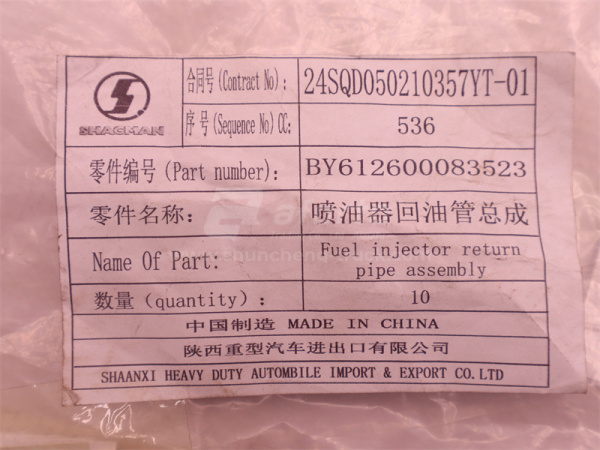 SHACMAN
合同号(Contract No): 24SQD050210357YT-01
序号(Sequence No)CC: 536
零件编号(Part number): BY612600083523
零件名称: 喷油器回油管总成
Name Of Part: Fuel injector return
pipe assembly
数量(quantity): 10
中国制造 MADE IN CHINA
陕西重型汽车进出口有限公司
SHAANXI HEAVY DUTY AUTOMBILE IMPORT & EXPORT CO.LTD